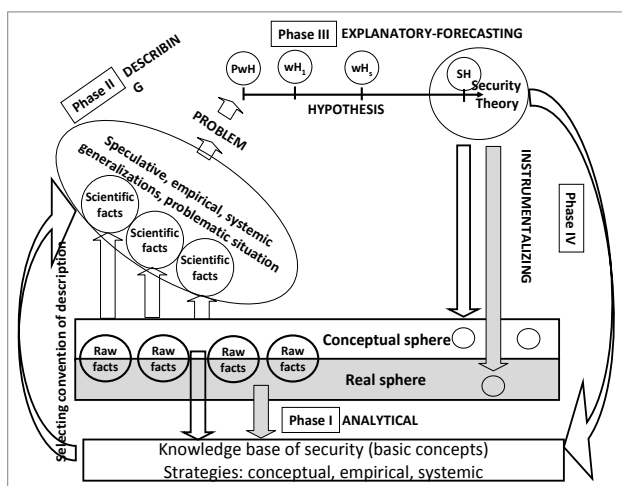 Phase III EXPLANATORY-FORECASTING
PwH
wH1
wHs
SH
Security
Theory
HYPOTHESIS
Phase II DESCRIBIN
G
PROBLEM
Speculative, empirical, systemic
generalizations, problematic situation
Scientific
facts
Scientific
facts
Scientific
facts
INSTRUMENTALIZING
Phase IV
Selecting convention of description
Conceptual sphere
Raw
facts
Raw
facts
Raw
facts
Raw
facts
Real sphere
Phase I ANALYTICAL
Knowledge base of security (basic concepts)
Strategies: conceptual, empirical, systemic